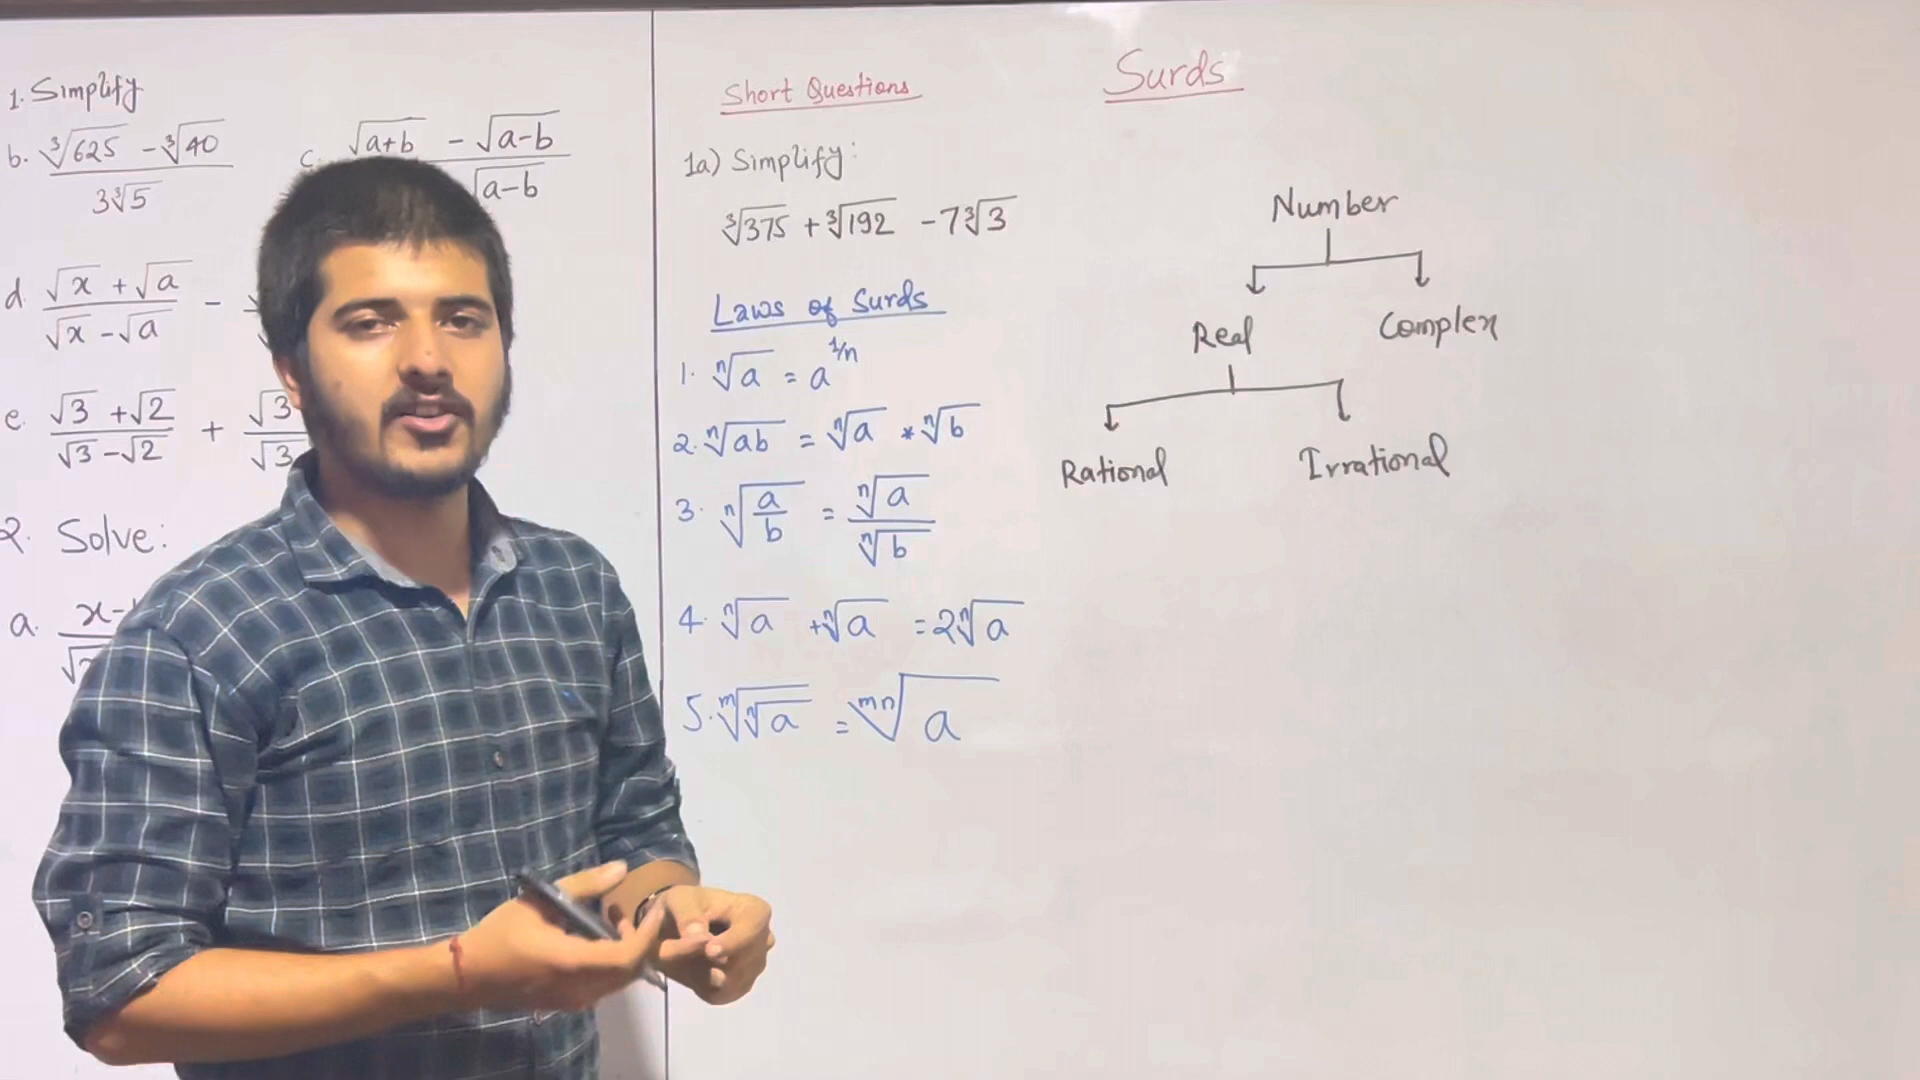 1. Simplify
b. (∛625 - ∛40) / 3∛5
c. √a+b - √a-b
√a-b
d. (√x + √a) / (√x - √a) -
e. (√3 + √2) / (√3 - √2) + √3 / √3
2. Solve:
a. x-
Short Questions
1a) Simplify:
∛375 + ∛192 - 7∛3
Laws of Surds
1. ⁿ√a = a^1/n
2. ⁿ√ab = ⁿ√a * ⁿ√b
3. ⁿ√(a/b) = ⁿ√a / ⁿ√b
4. ⁿ√a + ⁿ√a = 2ⁿ√a
5. ᵐ√ⁿ√a = ᵐⁿ√a
Surds
Number
Real Complex
Rational Irrational